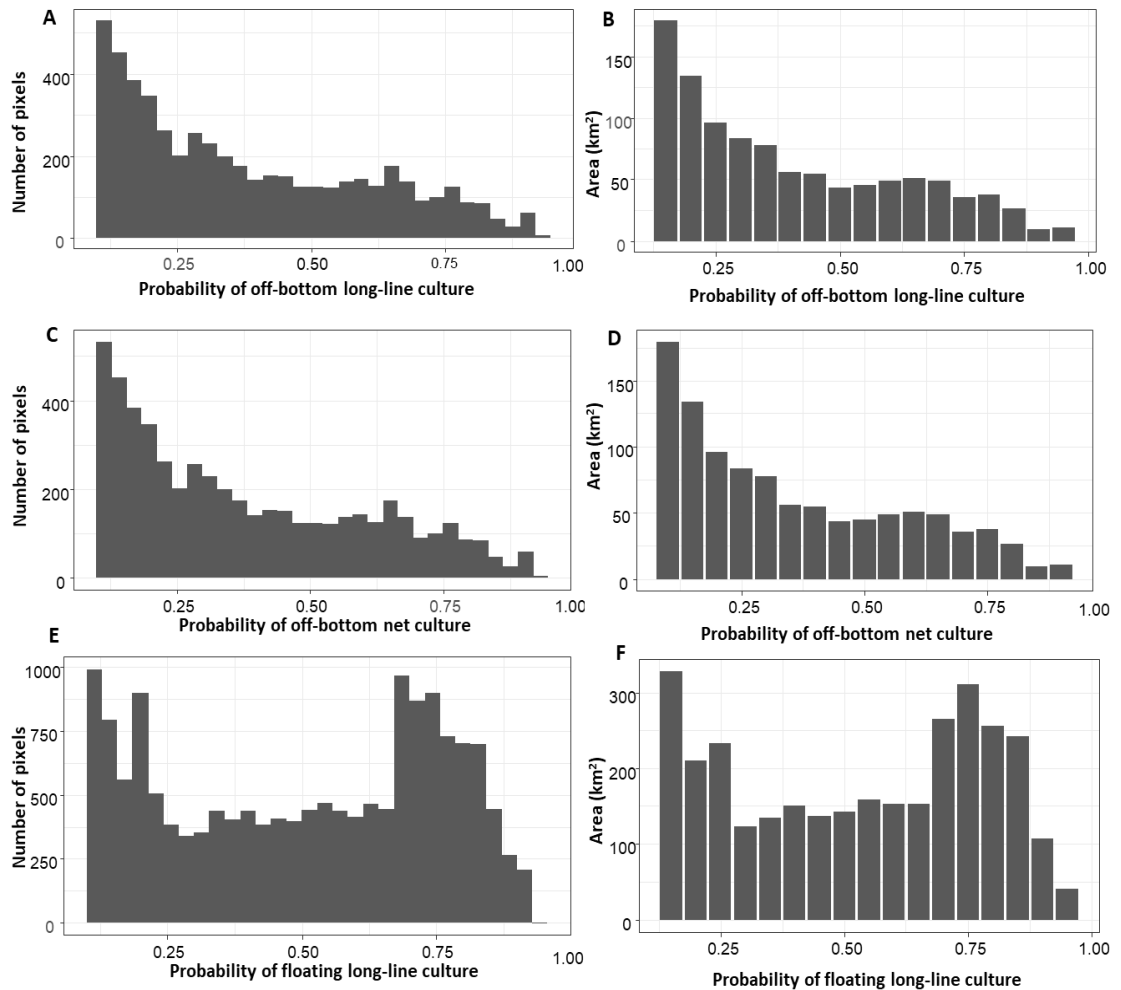 A
Number of pixels
400
200
0
0.25 0.50 0.75 1.00
Probability of off-bottom long-line culture
B
Area (km²)
150
100
50
0
0.25 0.50 0.75 1.00
Probability of off-bottom long-line culture
C
Number of pixels
400
200
0
0.25 0.50 0.75 1.00
Probability of off-bottom net culture
D
Area (km²)
150
100
50
0
0.25 0.50 0.75 1.00
Probability of off-bottom net culture
E
Number of pixels
1000
750
500
250
0
0.25 0.50 0.75 1.00
Probability of floating long-line culture
F
Area (km²)
300
200
100
0
0.25 0.50 0.75 1.00
Probability of floating long-line culture